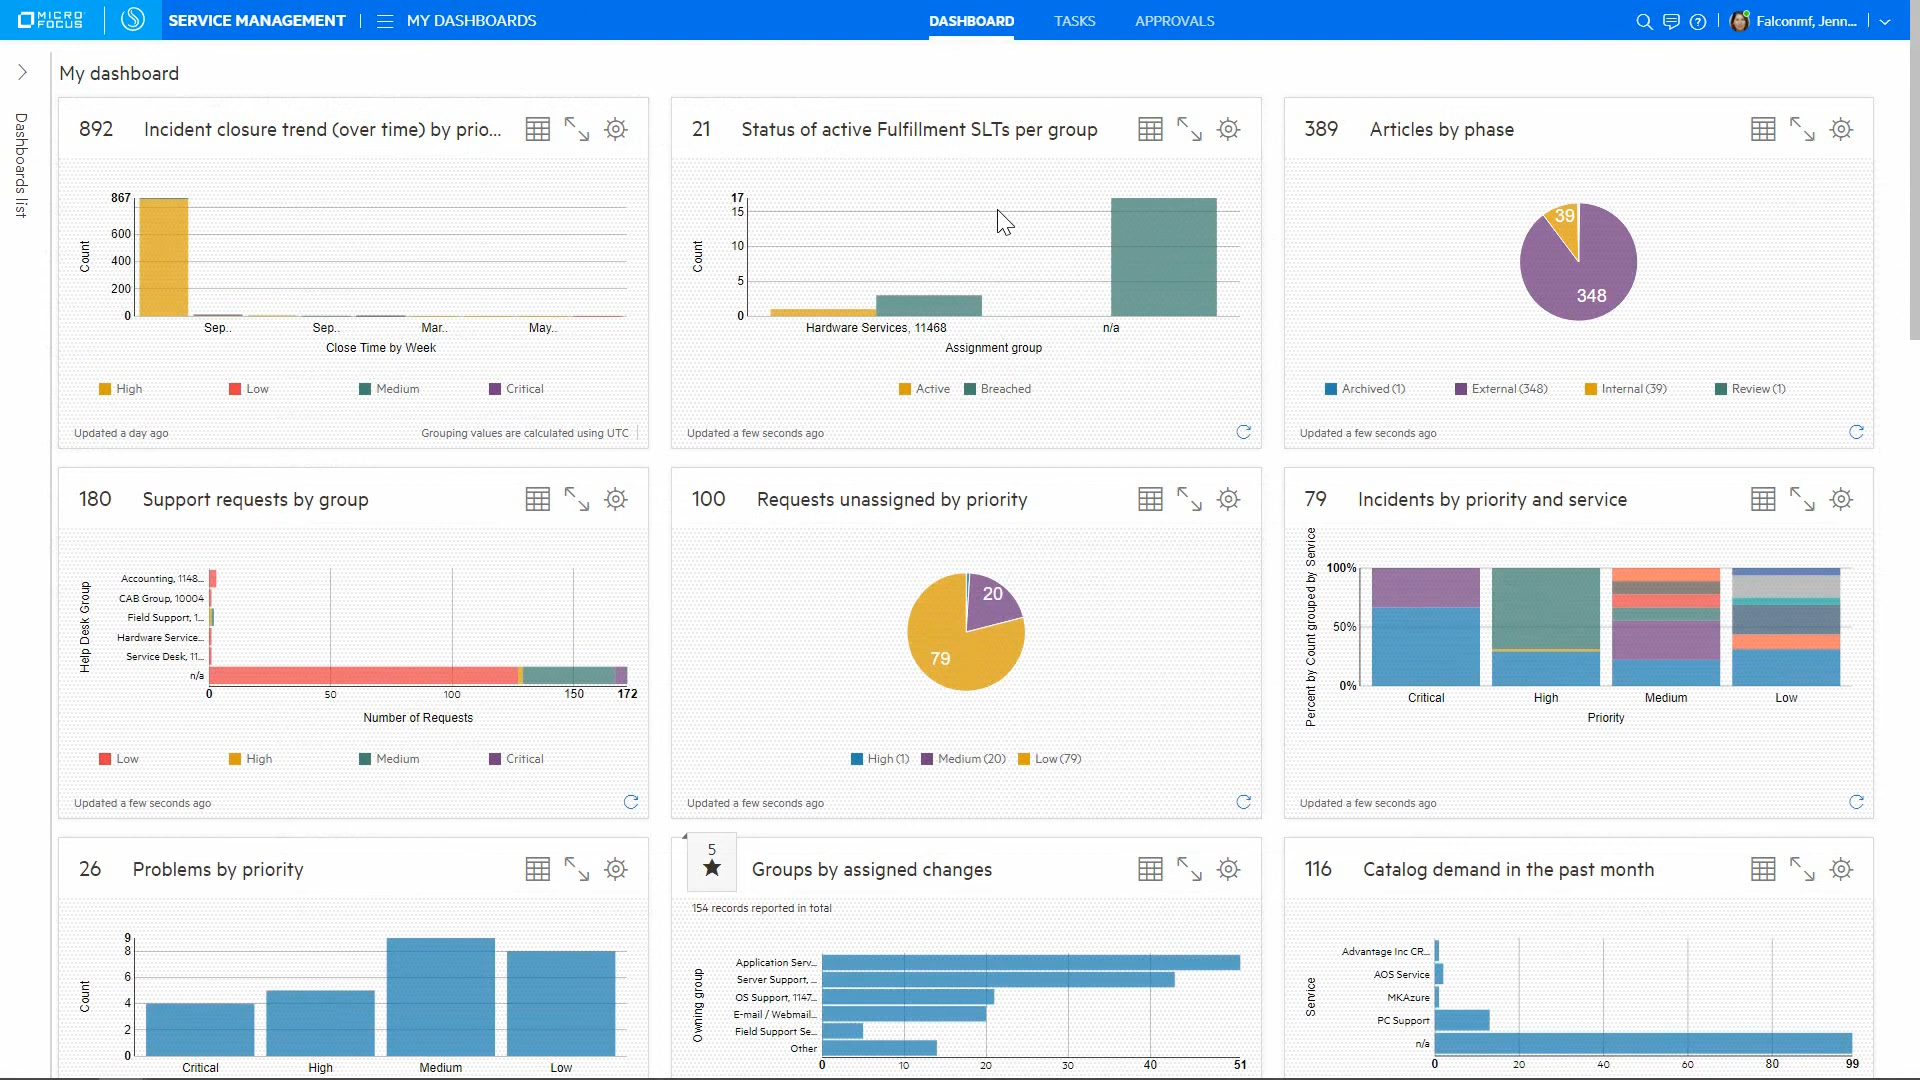 MICRO FOCUS
SERVICE MANAGEMENT
MY DASHBOARDS
DASHBOARD
TASKS
APPROVALS
Falconmf, Jenn...
Dashboards list
My dashboard
892
Incident closure trend (over time) by prio...
Count
867
600
400
200
0
Sep..
Sep..
Mar..
May..
Close Time by Week
High
Low
Medium
Critical
Updated a day ago
Grouping values are calculated using UTC
21
Status of active Fulfillment SLTs per group
Count
17
15
10
5
0
Hardware Services, 11468
n/a
Assignment group
Active
Breached
Updated a few seconds ago
389
Articles by phase
39
348
Archived (1)
External (348)
Internal (39)
Review (1)
Updated a few seconds ago
180
Support requests by group
Help Desk Group
Accounting, 1148...
CAB Group, 10004
Field Support, 1...
Hardware Service...
Service Desk, 11...
n/a
0
50
100
150
172
Number of Requests
Low
High
Medium
Critical
Updated a few seconds ago
100
Requests unassigned by priority
20
79
High (1)
Medium (20)
Low (79)
Updated a few seconds ago
79
Incidents by priority and service
Percent by Count grouped by Service
100%
50%
0%
Critical
High
Medium
Low
Priority
Updated a few seconds ago
26
Problems by priority
Count
9
8
6
4
2
0
Critical
High
Medium
Low
5
Groups by assigned changes
154 records reported in total
Owning group
Application Serv...
Server Support, ...
OS Support, 1147...
E-mail / Webmail...
Field Support Se...
Other
0
10
20
30
40
51
116
Catalog demand in the past month
Service
Advantage Inc CR...
AOS Service
MKAzure
PC Support
n/a
0
20
40
60
80
99